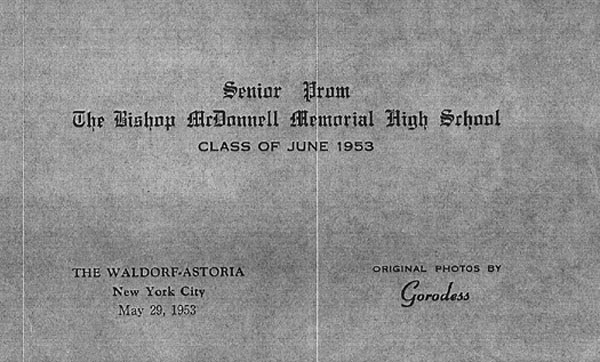 Senior Prom
The Bishop McDonnell Memorial High School
CLASS OF JUNE 1953
THE WALDORF-ASTORIA
New York City
May 29, 1953
ORIGINAL PHOTOS BY
Gorodess